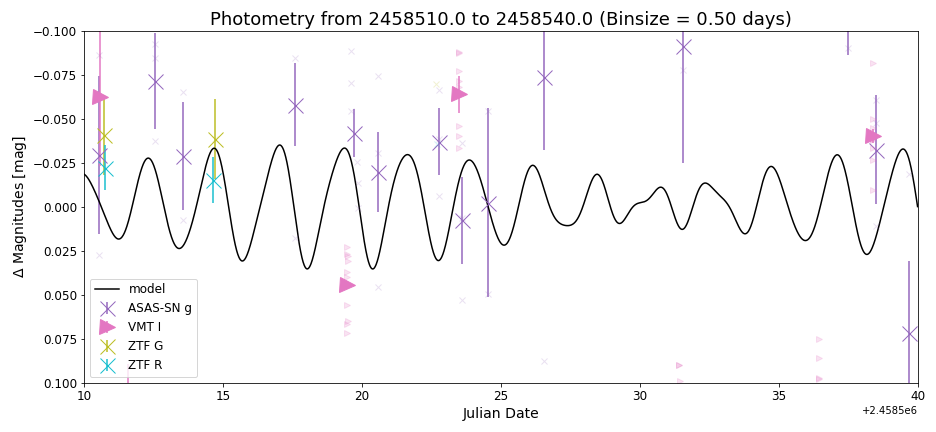 Photometry from 2458510.0 to 2458540.0 (Binsize = 0.50 days)
Δ Magnitudes [mag]
−0.100
−0.075
−0.050
−0.025
0.000
0.025
0.050
0.075
0.100
model
ASAS-SN g
VMT I
ZTF G
ZTF R
10 15 20 25 30 35 40
+2.4585e6
Julian Date